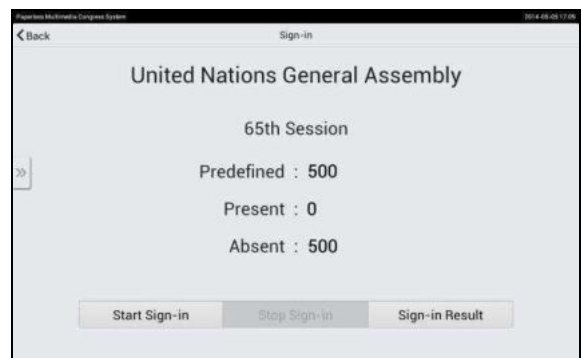 Paperless Multimedia Congress System 2014-05-05 17:05
Back Sign-in
United Nations General Assembly
65th Session
»
Predefined : 500
Present : 0
Absent : 500
Start Sign-in Stop Sign-in Sign-in Result